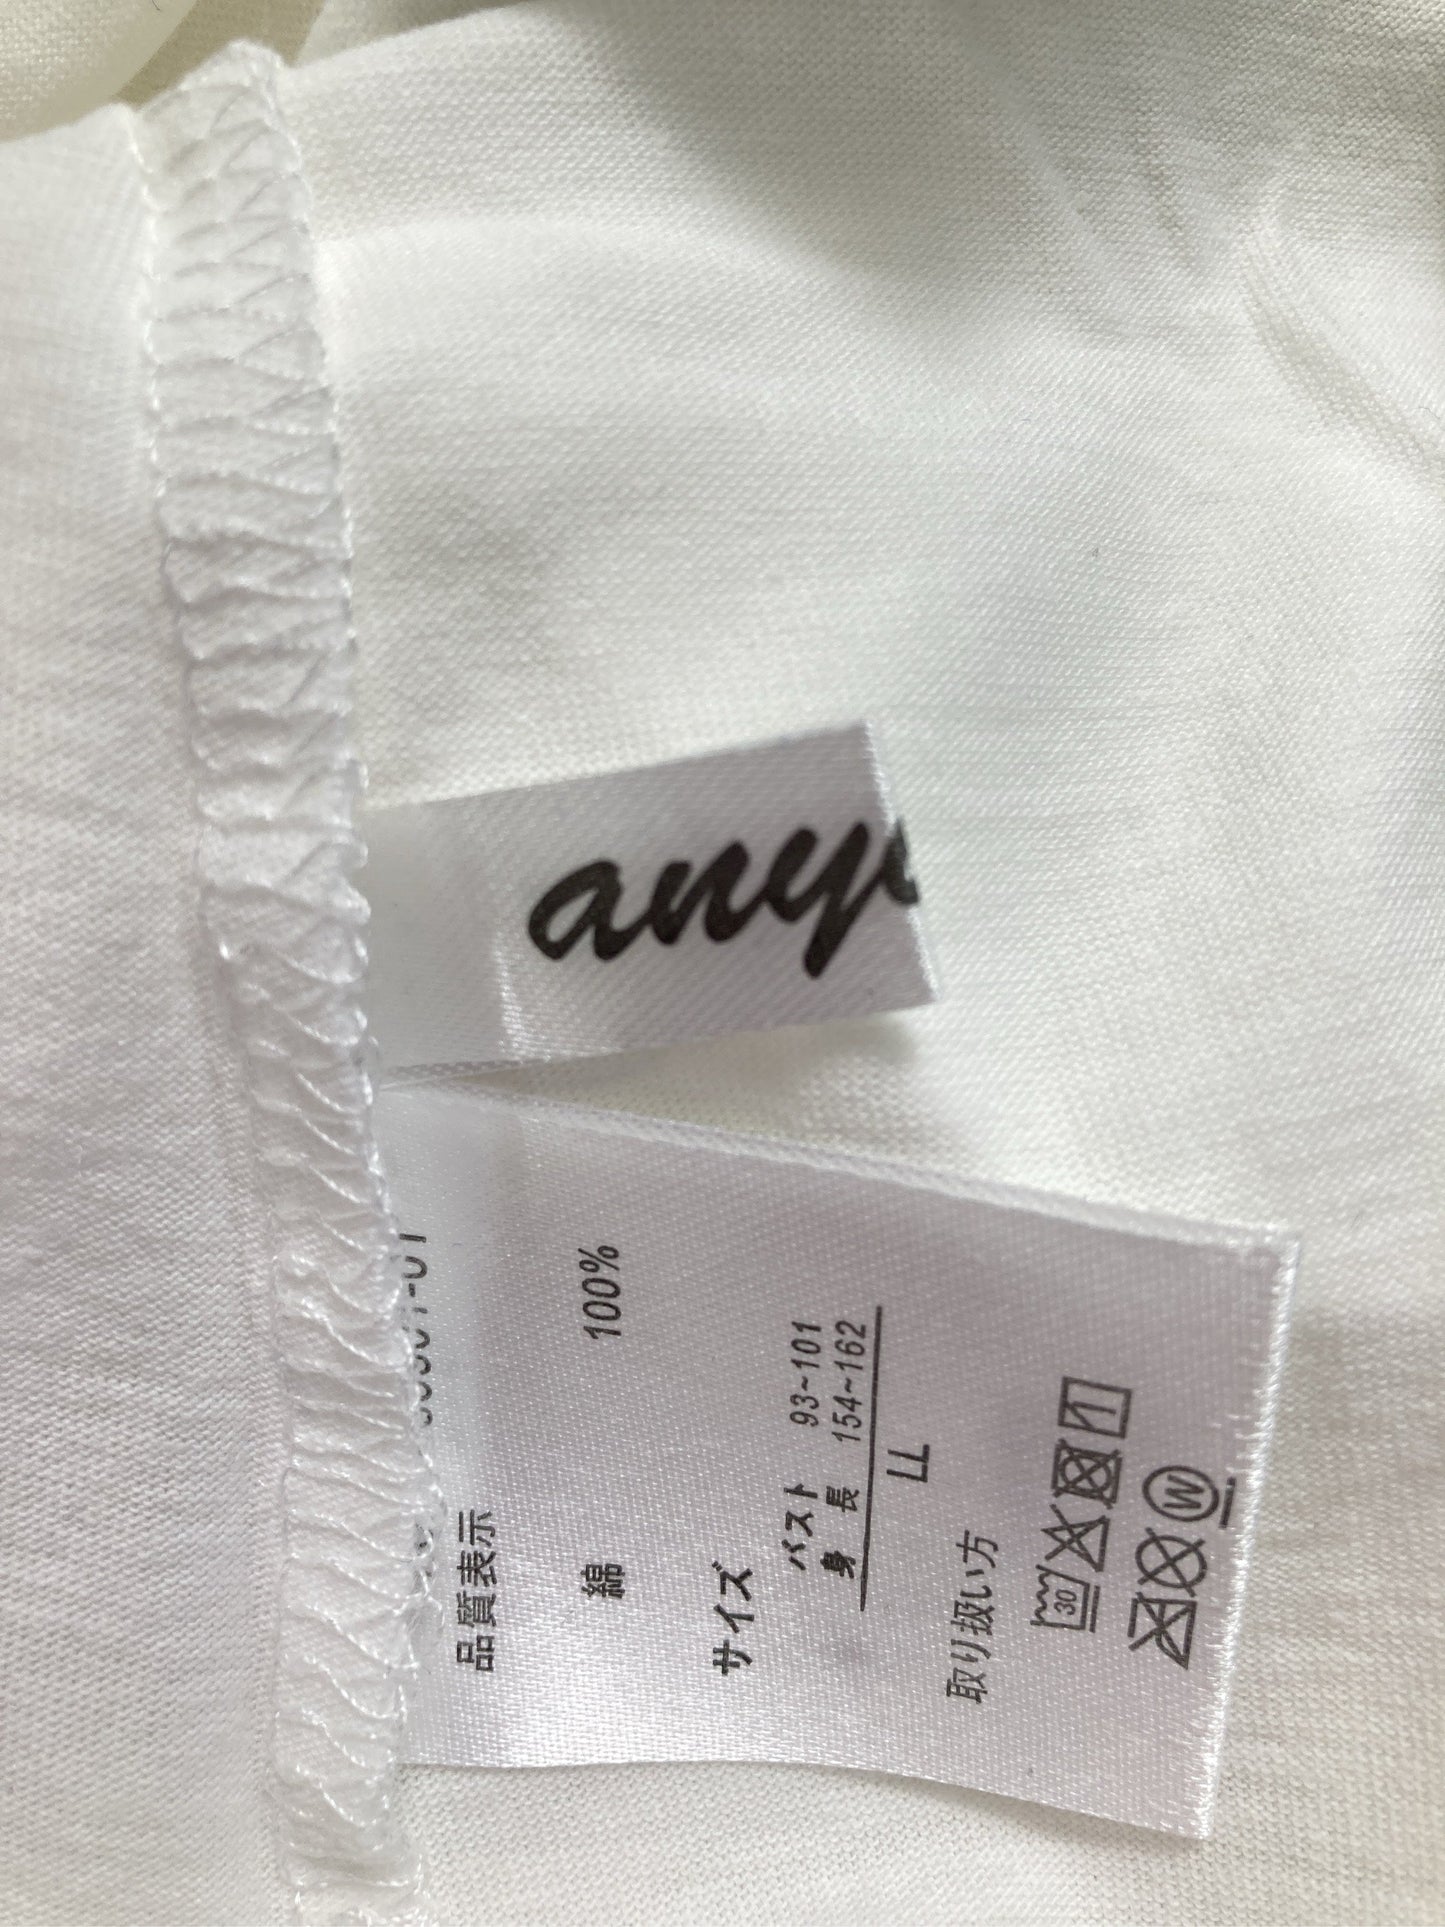 any
品質表示
綿 100%
サイズ
バスト 93~101
身 長 154~162
LL
取り扱い方
30
W